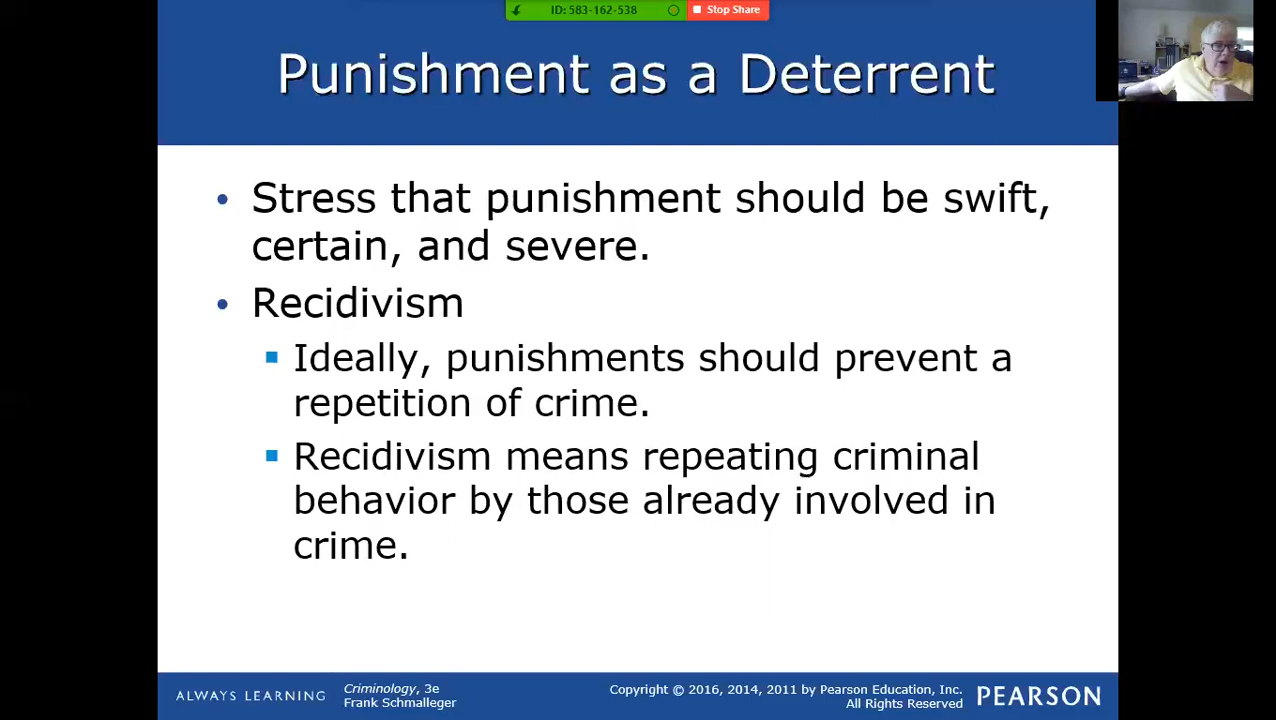 ID: 583-162-538
Stop Share
Punishment as a Deterrent
• Stress that punishment should be swift,
certain, and severe.
• Recidivism
▪ Ideally, punishments should prevent a
repetition of crime.
▪ Recidivism means repeating criminal
behavior by those already involved in
crime.
ALWAYS LEARNING
Criminology, 3e
Frank Schmalleger
Copyright © 2016, 2014, 2011 by Pearson Education, Inc.
All Rights Reserved
PEARSON